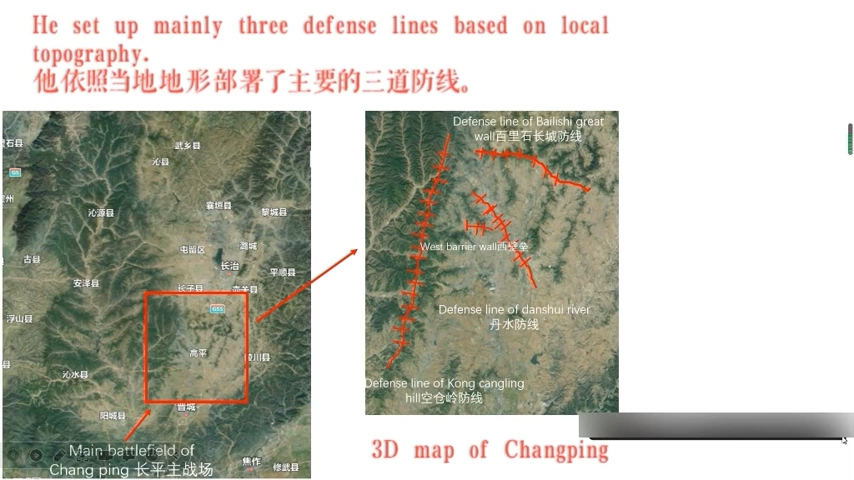 He set up mainly three defense lines based on local
topography.
他依照当地地形部署了主要的三道防线。
武乡县
沁县
襄垣县
黎城县
沁源县
屯留区
潞城
古县
长治
平顺县
安泽县
长子县
壶关县
浮山县
高平
陵川县
沁水县
阳城县
晋城
Main battlefield of
Chang ping 长平主战场
焦作
修武县
Defense line of Bailishi great
wall百里石长城防线
West barrier wall西壁垒
Defense line of danshui river
丹水防线
Defense line of Kong cangling
hill空仓岭防线
3D map of Changping